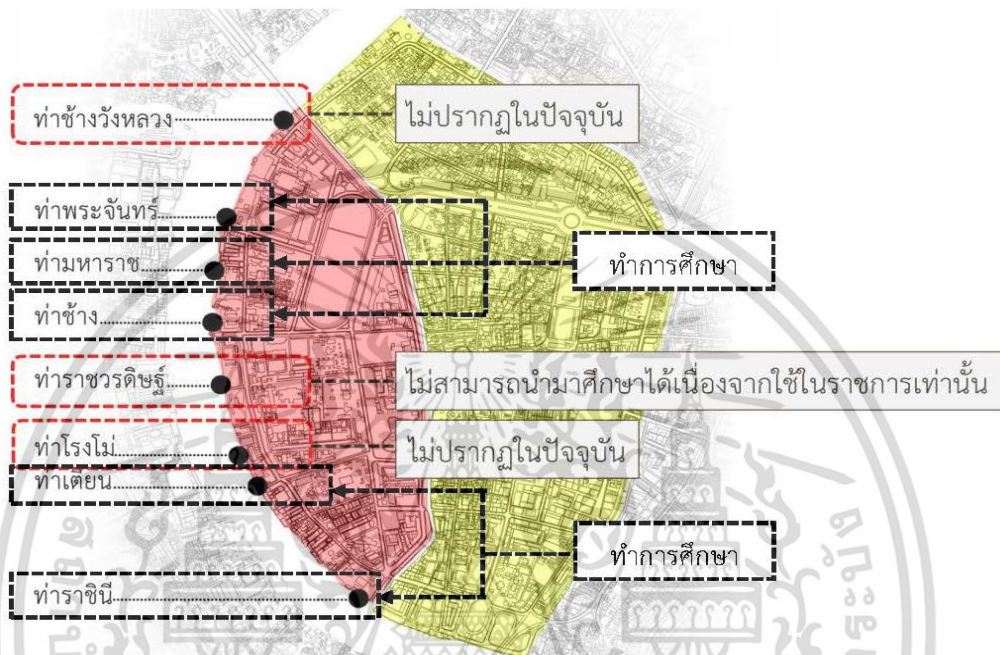 ท่าช้างวังหลวง
ไม่ปรากฏในปัจจุบัน
ท่าพระจันทร์
ท่ามหาราช
ทำการศึกษา
ท่าช้าง
ท่าราชวรดิษฐ์
ไม่สามารถนำมาศึกษาได้เนื่องจากใช้ในราชการเท่านั้น
ท่าโรงโม่
ไม่ปรากฏในปัจจุบัน
ท่าเตียน
ทำการศึกษา
ท่าราชินี